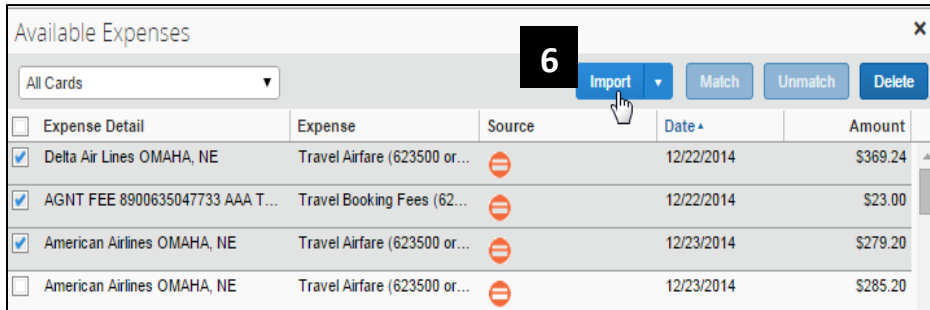 Available Expenses x
6
All Cards Import Match Unmatch Delete
Expense Detail Expense Source Date Amount
Delta Air Lines OMAHA, NE Travel Airfare (623500 or... 12/22/2014 $369.24
AGNT FEE 8900635047733 AAA T... Travel Booking Fees (62... 12/22/2014 $23.00
American Airlines OMAHA, NE Travel Airfare (623500 or... 12/23/2014 $279.20
American Airlines OMAHA, NE Travel Airfare (623500 or... 12/23/2014 $285.20